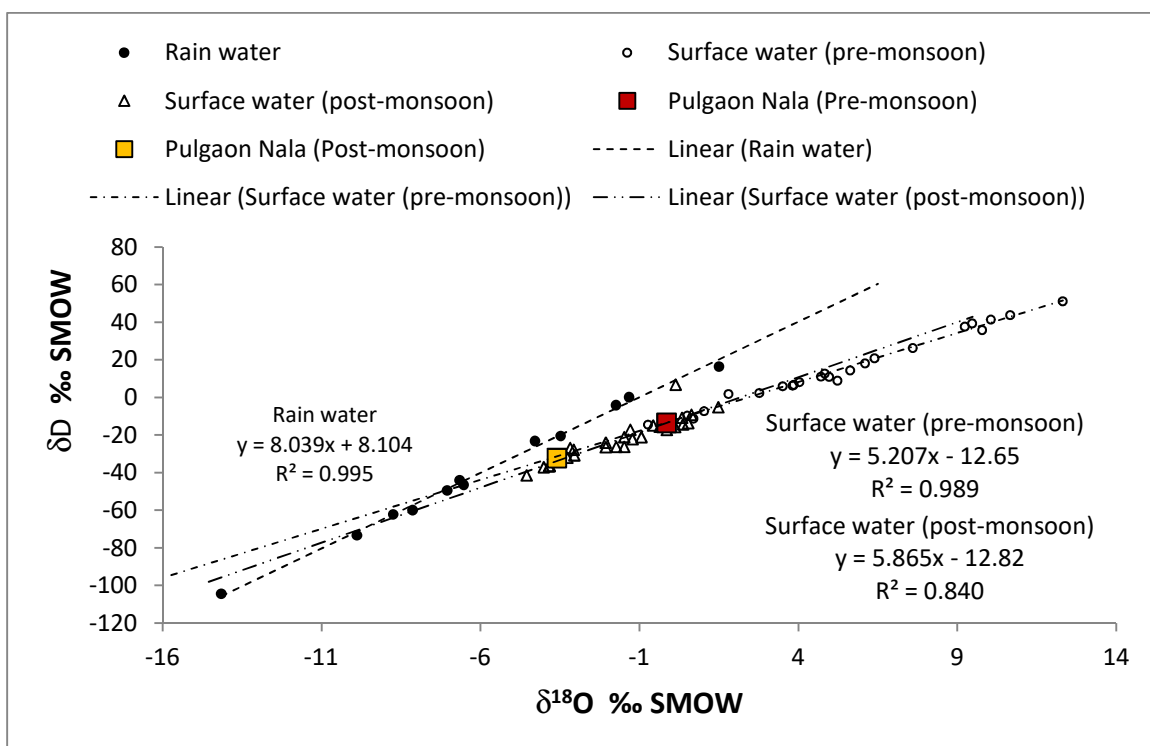 Rain water
Surface water (pre-monsoon)
Surface water (post-monsoon)
Pulgaon Nala (Pre-monsoon)
Pulgaon Nala (Post-monsoon)
Linear (Rain water)
Linear (Surface water (pre-monsoon))
Linear (Surface water (post-monsoon))
80
60
40
20
0
-20
-40
-60
-80
-100
-120
δD ‰ SMOW
Rain water
y = 8.039x + 8.104
R² = 0.995
Surface water (pre-monsoon)
y = 5.207x - 12.65
R² = 0.989
Surface water (post-monsoon)
y = 5.865x - 12.82
R² = 0.840
-16 -11 -6 -1 4 9 14
δ¹⁸O ‰ SMOW